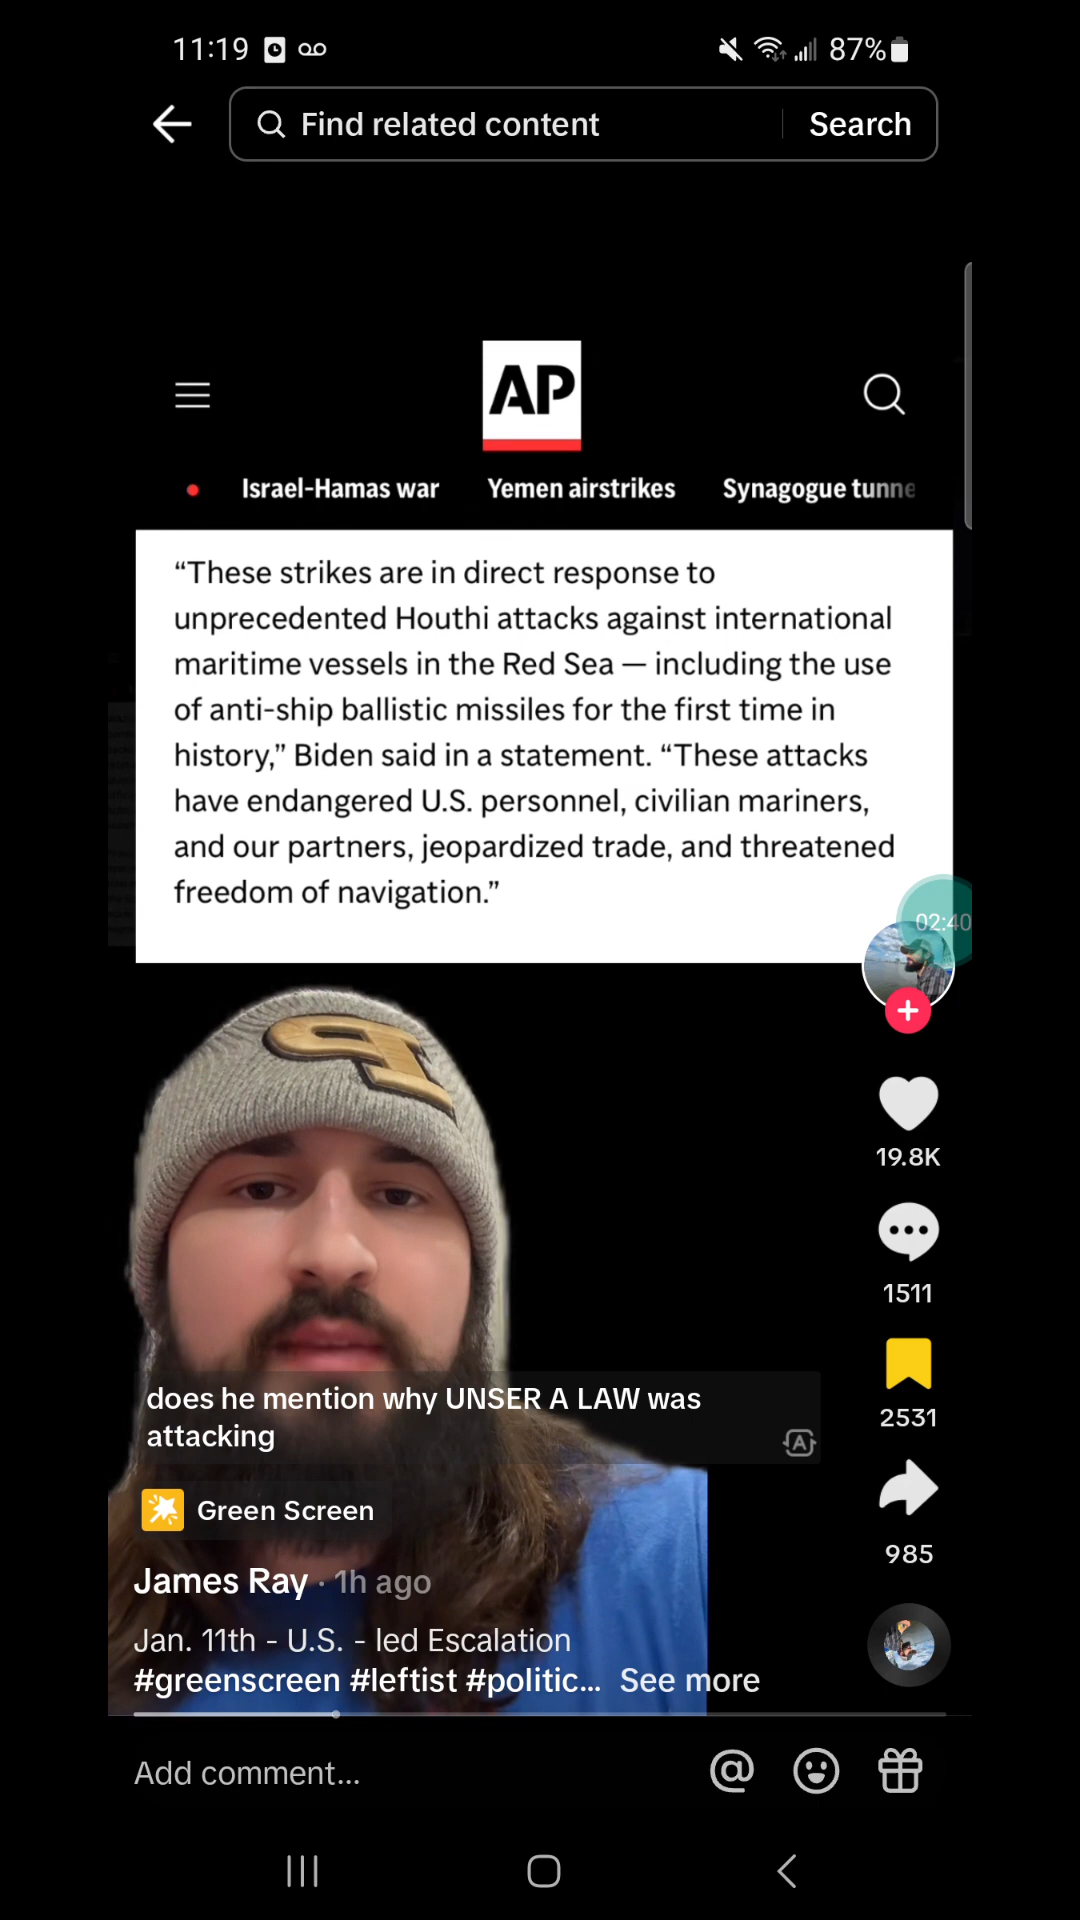 11:19
87%
Find related content
Search
AP
Israel-Hamas war Yemen airstrikes Synagogue tunne
“These strikes are in direct response to
unprecedented Houthi attacks against international
maritime vessels in the Red Sea — including the use
of anti-ship ballistic missiles for the first time in
history,” Biden said in a statement. “These attacks
have endangered U.S. personnel, civilian mariners,
and our partners, jeopardized trade, and threatened
freedom of navigation.”
02:40
P
19.8K
1511
does he mention why UNSER A LAW was
attacking
A
2531
Green Screen
985
James Ray · 1h ago
Jan. 11th - U.S. - led Escalation
#greenscreen #leftist #politic... See more
Add comment...